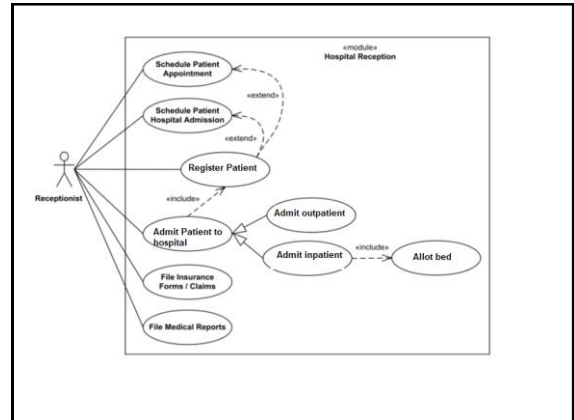 «module»
Hospital Reception
Schedule Patient
Appointment
«extend»
Schedule Patient
Hospital Admission
«extend»
Register Patient
Receptionist
«include»
Admit outpatient
Admit Patient to
hospital
Admit inpatient
«include»
Allot bed
File Insurance
Forms / Claims
File Medical Reports